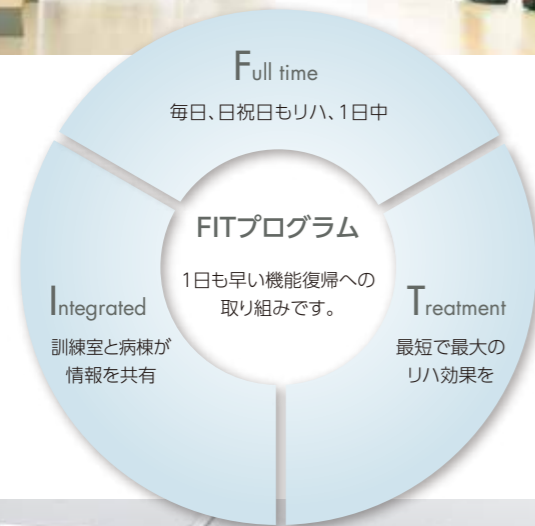 Full time
毎日、日祝日もリハ、1日中
FITプログラム
1日も早い機能復帰への
取り組みです。
Integrated
訓練室と病棟が
情報を共有
Treatment
最短で最大の
リハ効果を